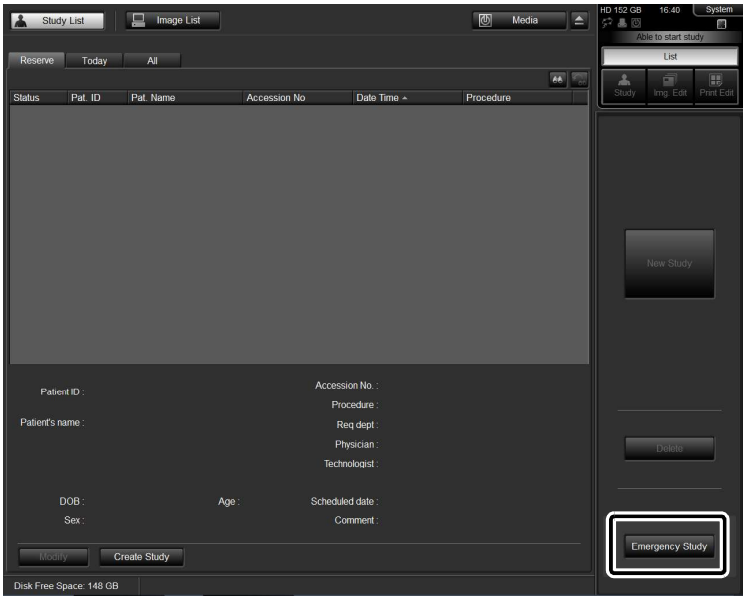 Study List Image List Media
HD 152 GB 16:40 System
Able to start study
List
Study Img. Edit Print Edit
Reserve Today All
Status Pat. ID Pat. Name Accession No Date Time Procedure
New Study
Patient ID : Accession No. :
Procedure :
Patient's name : Req dept :
Physician :
Technologist :
Delete
DOB : Age : Scheduled date :
Sex : Comment :
Emergency Study
Modify Create Study
Disk Free Space: 148 GB